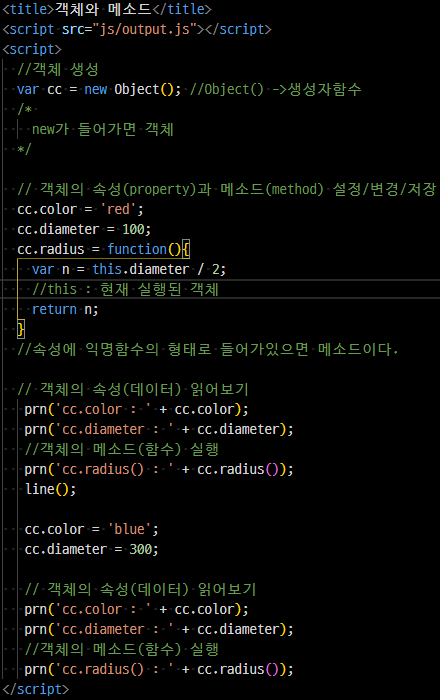 <title>객체와 메소드</title>
<script src="js/output.js"></script>
<script>
//객체 생성
var cc = new Object(); //Object() ->생성자함수
/*
new가 들어가면 객체
*/
// 객체의 속성(property)과 메소드(method) 설정/변경/저장
cc.color = 'red';
cc.diameter = 100;
cc.radius = function(){
var n = this.diameter / 2;
//this : 현재 실행된 객체
return n;
}
//속성에 익명함수의 형태로 들어가있으면 메소드이다.
// 객체의 속성(데이터) 읽어보기
prn('cc.color : ' + cc.color);
prn('cc.diameter : ' + cc.diameter);
//객체의 메소드(함수) 실행
prn('cc.radius() : ' + cc.radius());
line();
cc.color = 'blue';
cc.diameter = 300;
// 객체의 속성(데이터) 읽어보기
prn('cc.color : ' + cc.color);
prn('cc.diameter : ' + cc.diameter);
//객체의 메소드(함수) 실행
prn('cc.radius() : ' + cc.radius());
</script>